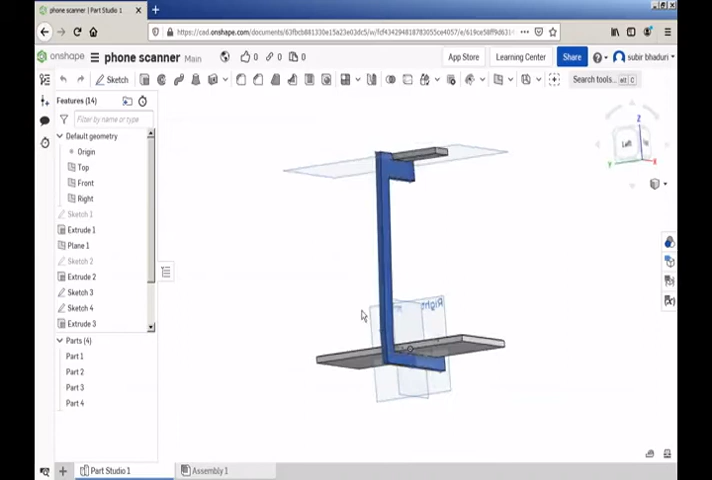 phone scanner | Part Studio 1
https://cad.onshape.com/documents/
onshape
phone scanner
Main
0
0
0
App Store
Learning Center
Share
subir bhaduri
Sketch
Search tools...
alt
C
Features (14)
Filter by name or type
Default geometry
Origin
Top
Front
Right
Sketch 1
Extrude 1
Plane 1
Sketch 2
Extrude 2
Sketch 3
Sketch 4
Extrude 3
Parts (4)
Part 1
Part 2
Part 3
Part 4
Z
Left
Y
X
Right
Part Studio 1
Assembly 1